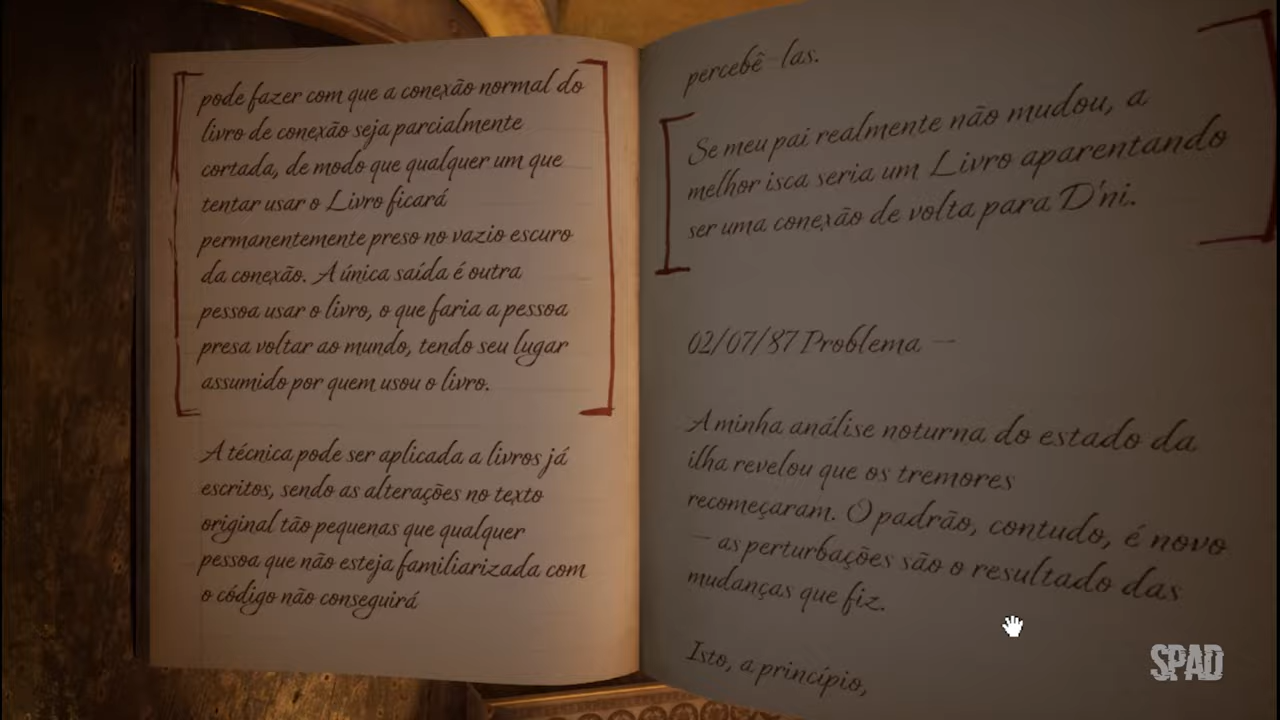 pode fazer com que a conexão normal do
livro de conexão seja parcialmente
cortada, de modo que qualquer um que
tentar usar o Livro ficará
permanentemente preso no vazio escuro
da conexão. A única saída é outra
pessoa usar o livro, o que faria a pessoa
presa voltar ao mundo, tendo seu lugar
assumido por quem usou o livro.
A técnica pode ser aplicada a livros já
escritos, sendo as alterações no texto
original tão pequenas que qualquer
pessoa que não esteja familiarizada com
o código não conseguirá
percebê-las.
Se meu pai realmente não mudou, a
melhor isca seria um Livro aparentando
ser uma conexão de volta para D'ni.
02/07/87 Problema —
A minha análise noturna do estado da
ilha revelou que os tremores
recomeçaram. O padrão, contudo, é novo
— as perturbações são o resultado das
mudanças que fiz.
Isto, a princípio,
SPAD